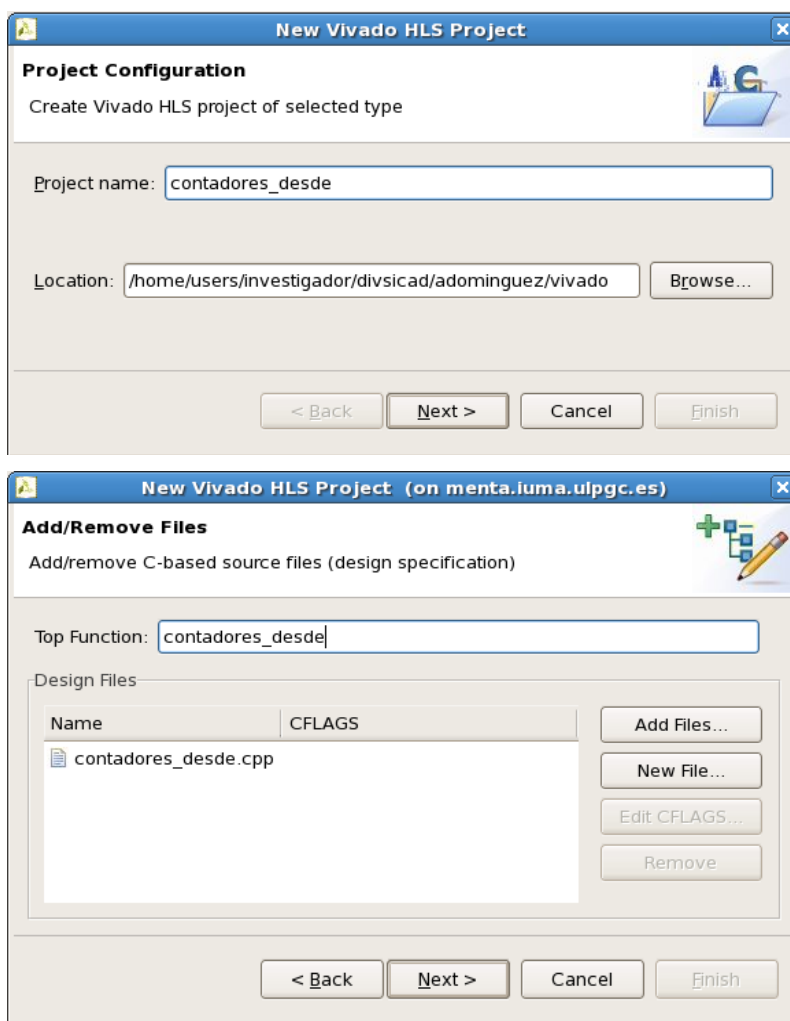 New Vivado HLS Project
Project Configuration
Create Vivado HLS project of selected type
Project name: contadores_desde
Location: /home/users/investigador/divsicad/adominguez/vivado Browse...
< Back Next > Cancel Finish
New Vivado HLS Project (on menta.iuma.ulpgc.es)
Add/Remove Files
Add/remove C-based source files (design specification)
Top Function: contadores_desde
Design Files
Name CFLAGS Add Files...
contadores_desde.cpp
New File...
Edit CFLAGS...
Remove
< Back Next > Cancel Finish